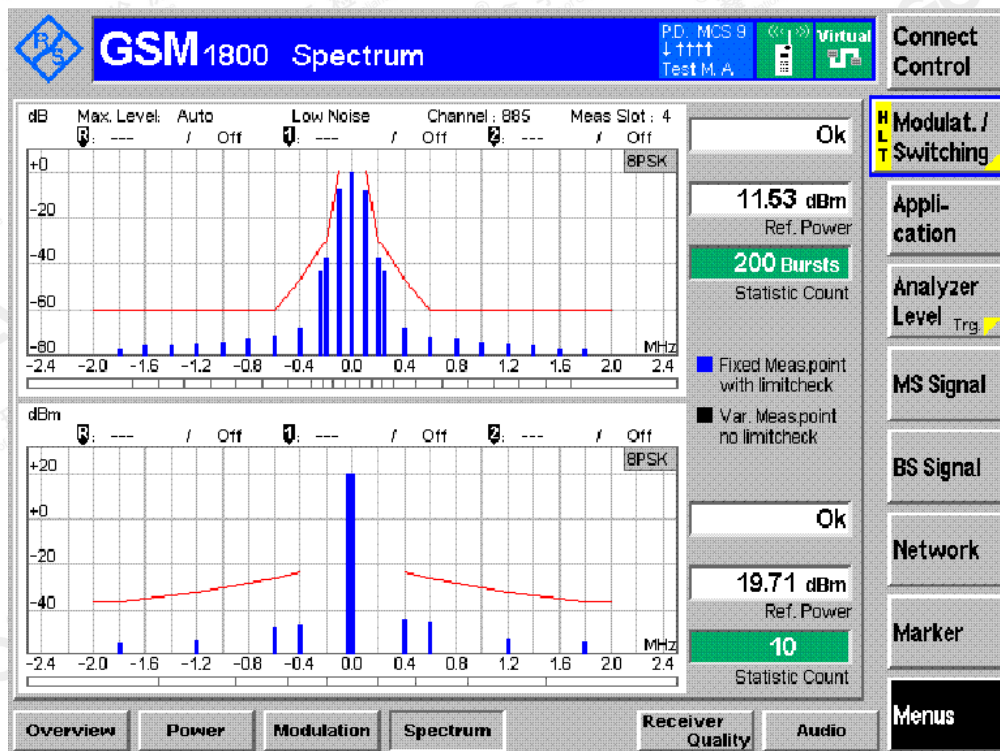 R/S
GSM 1800 Spectrum
P.D. MCS 9
↓ ↑↑↑↑
Test M. A
Virtual
Connect Control
dB Max. Level: Auto Low Noise Channel : 885 Meas Slot : 4
R: --- / Off 1: --- / Off 2: --- / Off
8PSK
+0
-20
-40
-60
-80
MHz
-2.4 -2.0 -1.6 -1.2 -0.8 -0.4 0.0 0.4 0.8 1.2 1.6 2.0 2.4
Ok
11.53 dBm
Ref. Power
200 Bursts
Statistic Count
Fixed Meas.point
with limitcheck
Var. Meas.point
no limitcheck
dBm
R: --- / Off 1: --- / Off 2: --- / Off
8PSK
+20
+0
-20
-40
MHz
-2.4 -2.0 -1.6 -1.2 -0.8 -0.4 0.0 0.4 0.8 1.2 1.6 2.0 2.4
Ok
19.71 dBm
Ref. Power
10
Statistic Count
HLT
Modulat. /
Switching
Appli-
cation
Analyzer
Level Trg.
MS Signal
BS Signal
Network
Marker
Menus
Overview
Power
Modulation
Spectrum
Receiver
Quality
Audio